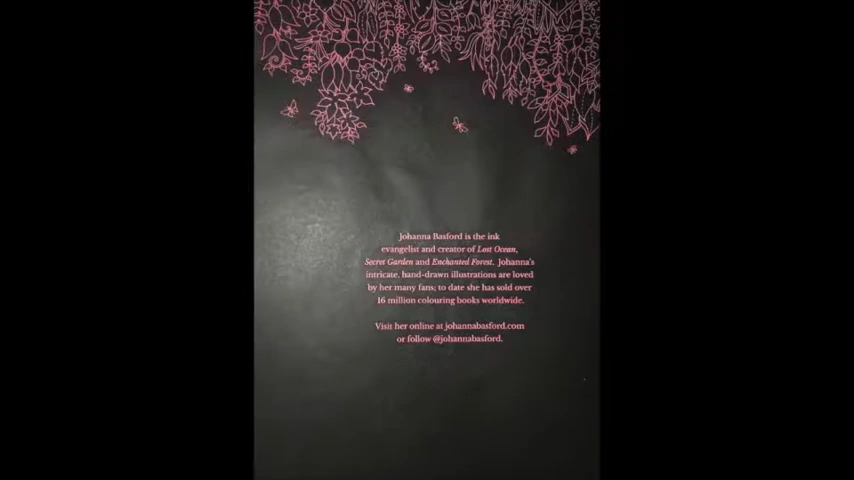 Johanna Basford is the ink
evangelist and creator of Lost Ocean,
Secret Garden and Enchanted Forest. Johanna's
intricate, hand-drawn illustrations are loved
by her many fans; to date she has sold over
16 million colouring books worldwide.
Visit her online at johannabasford.com
or follow @johannabasford.